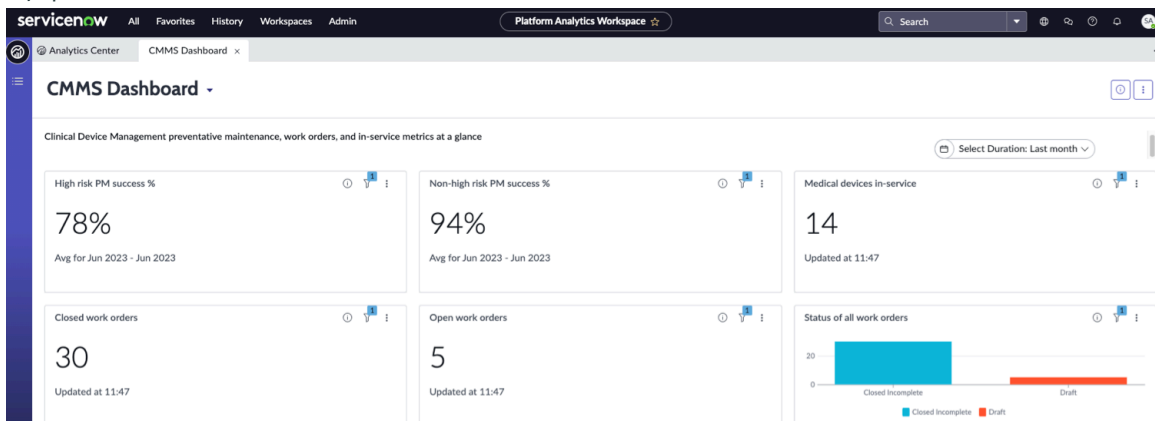 servicenow All Favorites History Workspaces Admin Platform Analytics Workspace Search SA
Analytics Center CMMS Dashboard ×
CMMS Dashboard
Clinical Device Management preventative maintenance, work orders, and in-service metrics at a glance
Select Duration: Last month
High risk PM success % 1
78%
Avg for Jun 2023 - Jun 2023
Non-high risk PM success % 1
94%
Avg for Jun 2023 - Jun 2023
Medical devices in-service 1
14
Updated at 11:47
Closed work orders 1
30
Updated at 11:47
Open work orders 1
5
Updated at 11:47
Status of all work orders 1
20
0
Closed Incomplete Draft
Closed Incomplete Draft